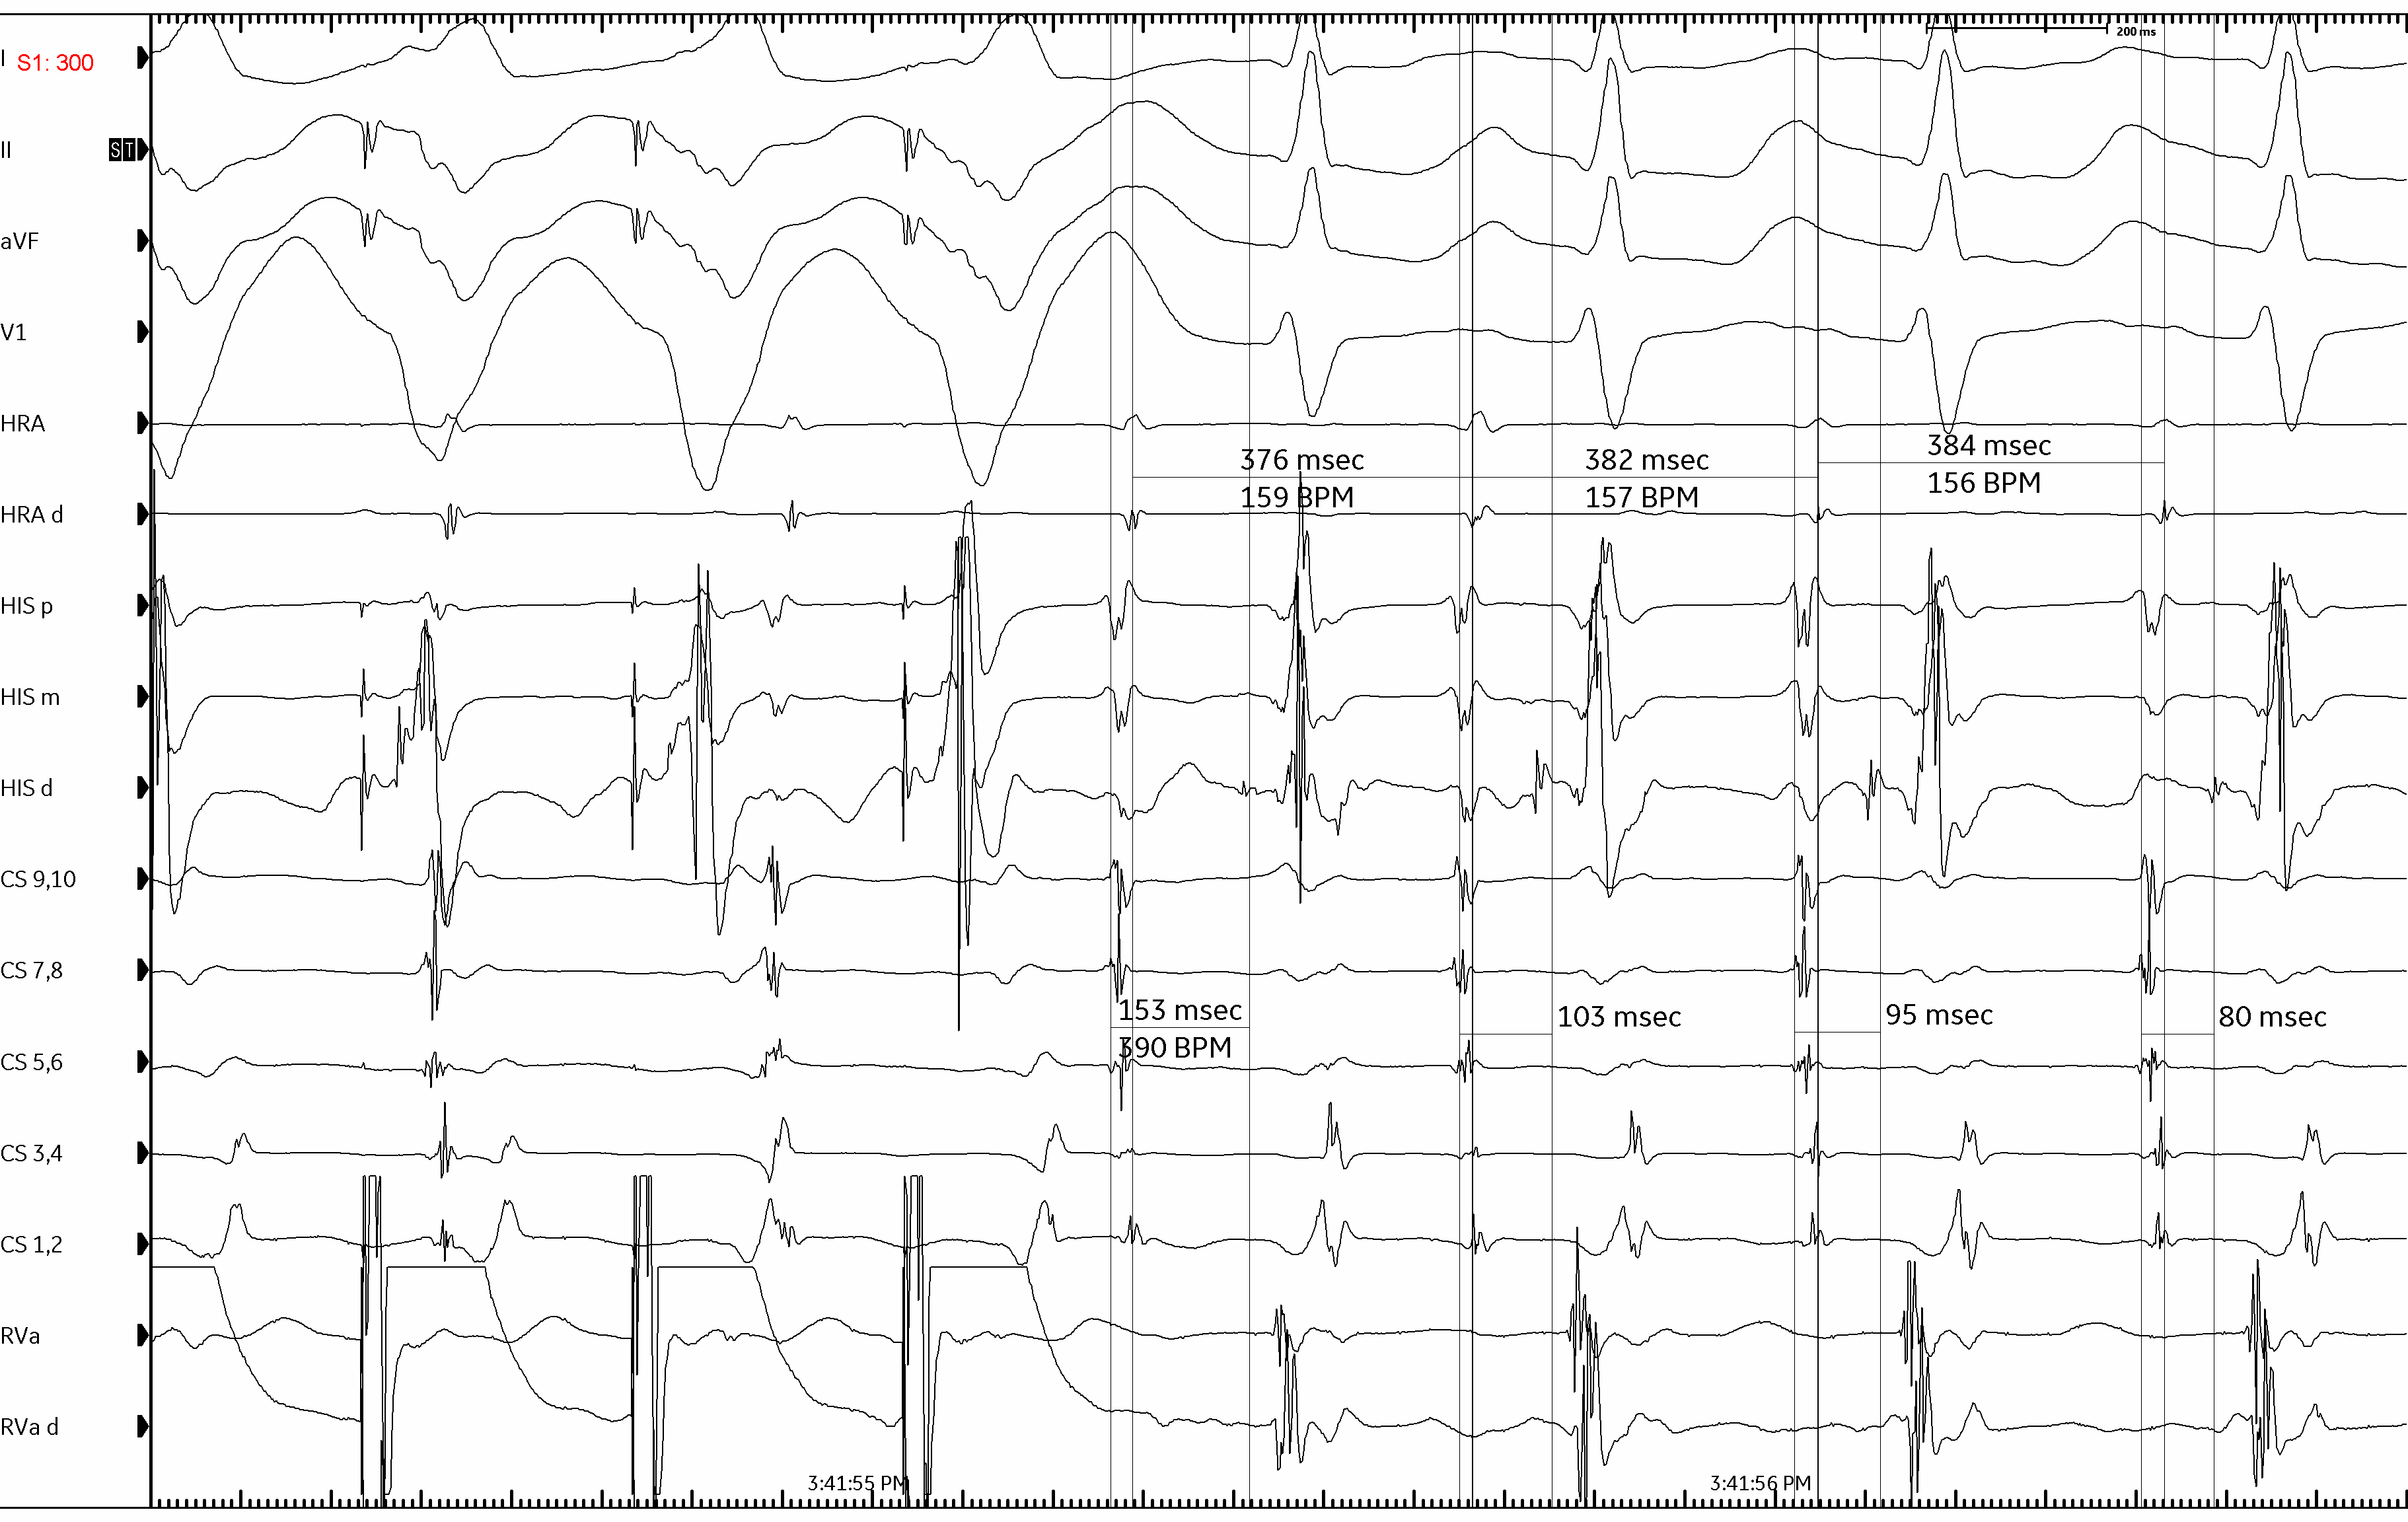 I S1: 300
200 ms
II ST
aVF
V1
HRA
376 msec 382 msec 384 msec
159 BPM 157 BPM 156 BPM
HRA d
HIS p
HIS m
HIS d
CS 9,10
CS 7,8
153 msec 103 msec 95 msec 80 msec
390 BPM
CS 5,6
CS 3,4
CS 1,2
RVa
RVa d
3:41:55 PM 3:41:56 PM